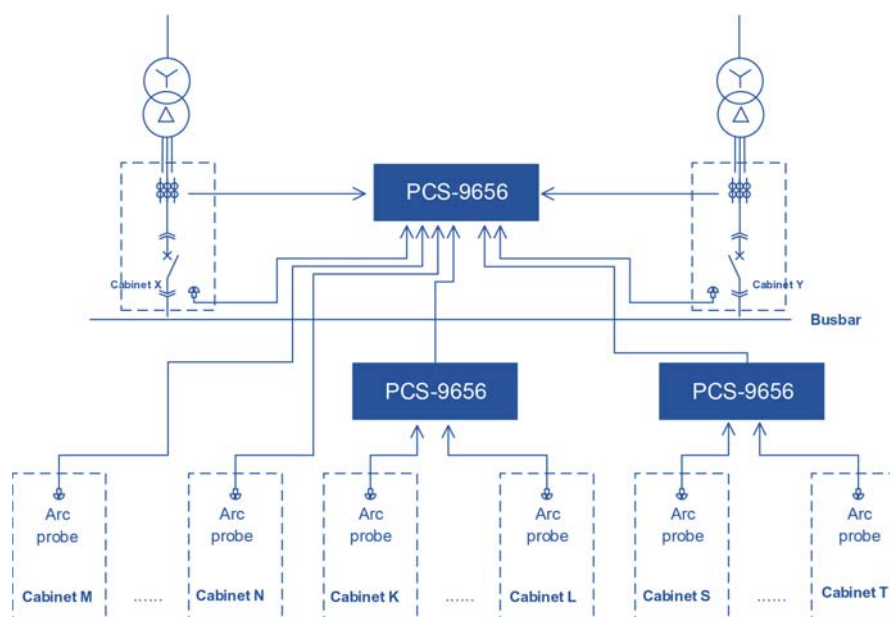 PCS-9656
Cabinet X
Cabinet Y
Busbar
PCS-9656
PCS-9656
Arc
probe
Arc
probe
Arc
probe
Arc
probe
Arc
probe
Arc
probe
Cabinet M
......
Cabinet N
Cabinet K
......
Cabinet L
Cabinet S
......
Cabinet T